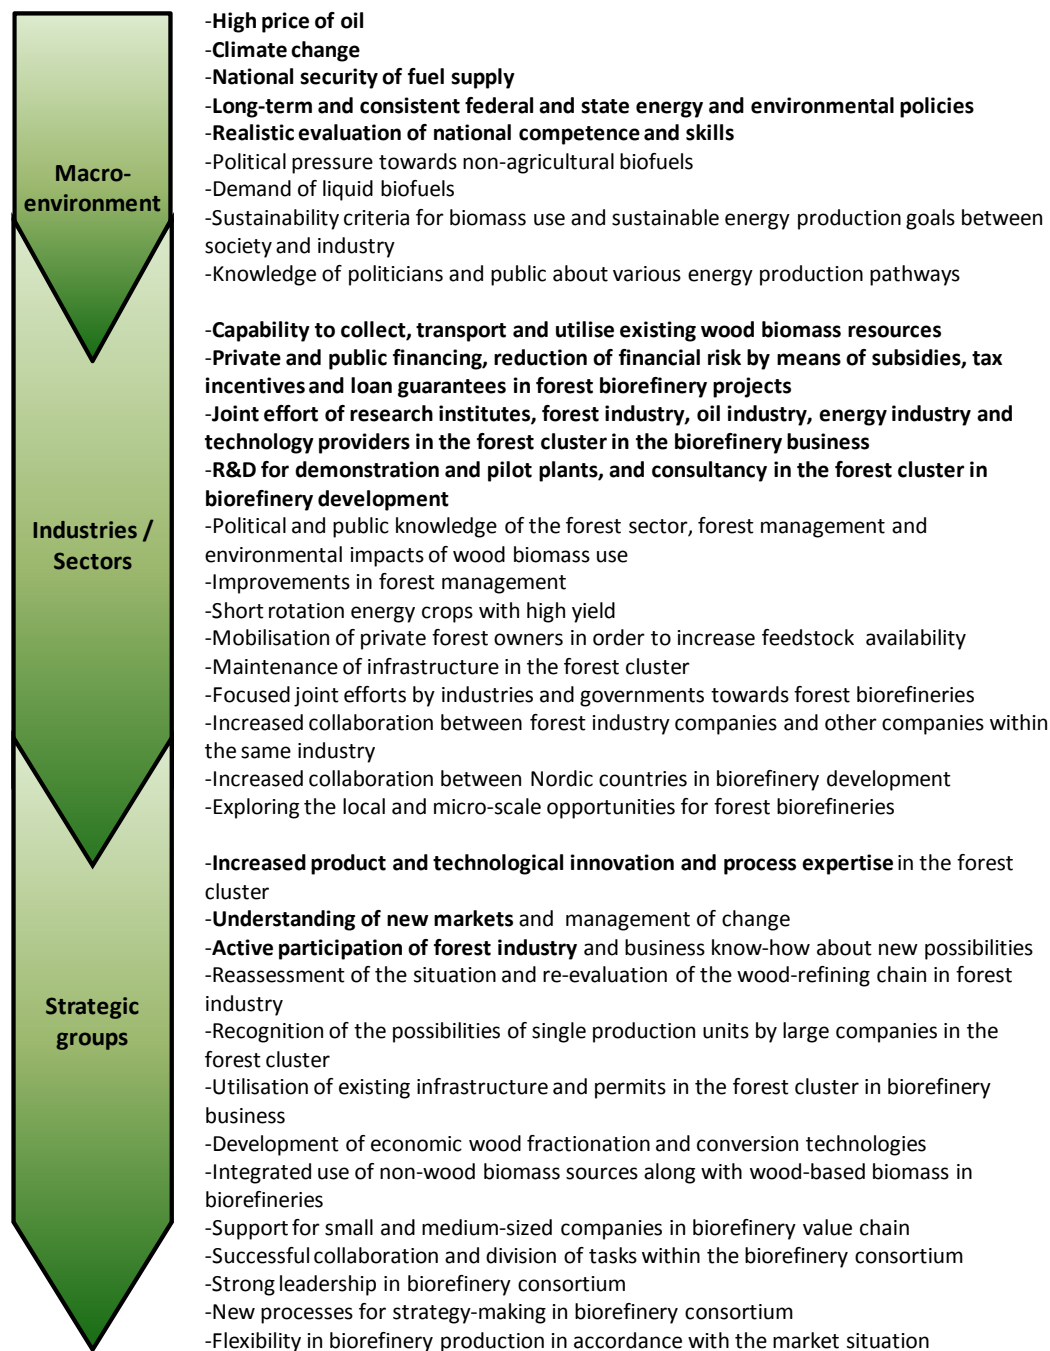 -High price of oil
-Climate change
-National security of fuel supply
-Long-term and consistent federal and state energy and environmental policies
-Realistic evaluation of national competence and skills
-Political pressure towards non-agricultural biofuels
-Demand of liquid biofuels
-Sustainability criteria for biomass use and sustainable energy production goals between
society and industry
-Knowledge of politicians and public about various energy production pathways
Macro-
environment
-Capability to collect, transport and utilise existing wood biomass resources
-Private and public financing, reduction of financial risk by means of subsidies, tax
incentives and loan guarantees in forest biorefinery projects
-Joint effort of research institutes, forest industry, oil industry, energy industry and
technology providers in the forest cluster in the biorefinery business
-R&D for demonstration and pilot plants, and consultancy in the forest cluster in
biorefinery development
-Political and public knowledge of the forest sector, forest management and
environmental impacts of wood biomass use
-Improvements in forest management
-Short rotation energy crops with high yield
-Mobilisation of private forest owners in order to increase feedstock availability
-Maintenance of infrastructure in the forest cluster
-Focused joint efforts by industries and governments towards forest biorefineries
-Increased collaboration between forest industry companies and other companies within
the same industry
-Increased collaboration between Nordic countries in biorefinery development
-Exploring the local and micro-scale opportunities for forest biorefineries
Industries /
Sectors
-Increased product and technological innovation and process expertise in the forest
cluster
-Understanding of new markets and management of change
-Active participation of forest industry and business know-how about new possibilities
-Reassessment of the situation and re-evaluation of the wood-refining chain in forest
industry
-Recognition of the possibilities of single production units by large companies in the
forest cluster
-Utilisation of existing infrastructure and permits in the forest cluster in biorefinery
business
-Development of economic wood fractionation and conversion technologies
-Integrated use of non-wood biomass sources along with wood-based biomass in
biorefineries
-Support for small and medium-sized companies in biorefinery value chain
-Successful collaboration and division of tasks within the biorefinery consortium
-Strong leadership in biorefinery consortium
-New processes for strategy-making in biorefinery consortium
-Flexibility in biorefinery production in accordance with the market situation
Strategic
groups